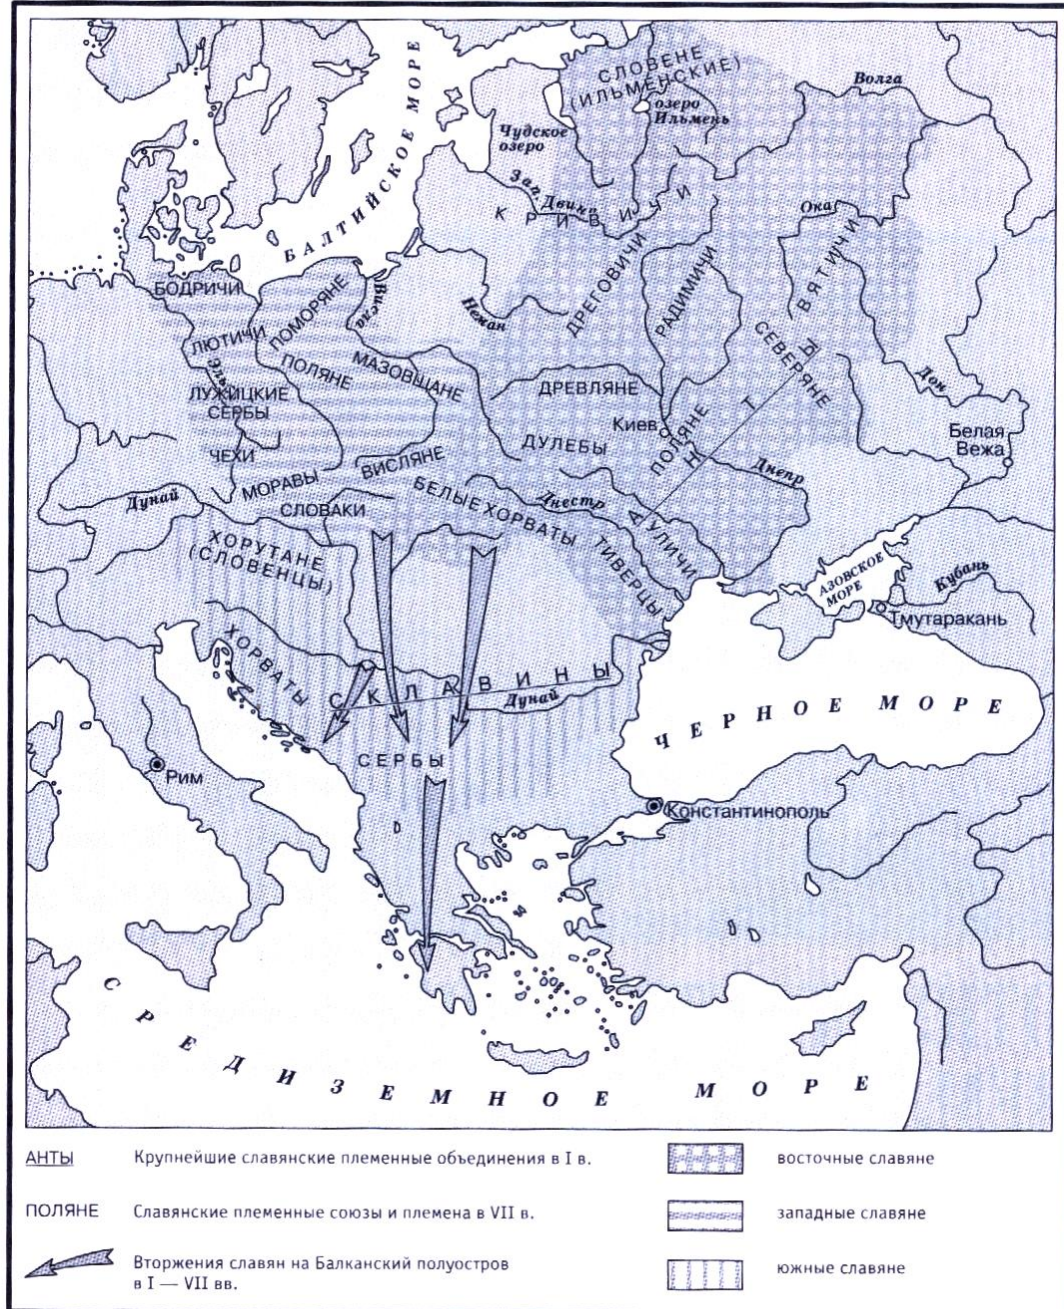 СЛОВЕНЕ
(ИЛЬМЕНСКИЕ)
озеро
Ильмень
Волга
Чудское
озеро
БАЛТИЙСКОЕ МОРЕ
Зап. Двина
КРИВИЧИ
Ока
ВЯТИЧИ
БОДРИЧИ
ПОМОРЯНЕ
Висла
Неман
ДРЕГОВИЧИ
РАДИМИЧИ
ЛЮТИЧИ
Эльба
ПОЛЯНЕ
МАЗОВШАНЕ
СЕВЕРЯНЕ
Дон
ЛУЖИЦКИЕ
СЕРБЫ
ДРЕВЛЯНЕ
Киев
ПОЛЯНЕ
АНТЫ
Белая
Вежа
ЧЕХИ
ДУЛЕБЫ
ВИСЛЯНЕ
Днепр
МОРАВЫ
Дунай
СЛОВАКИ
БЕЛЫЕ ХОРВАТЫ
Днестр
УЛИЧИ
ТИВЕРЦЫ
ХОРУТАНЕ
(СЛОВЕНЦЫ)
АЗОВСКОЕ
МОРЕ
Кубань
Тмутаракань
ХОРВАТЫ
СКЛАВИНЫ
Дунай
ЧЕРНОЕ МОРЕ
СЕРБЫ
Рим
Константинополь
СРЕДИЗЕМНОЕ МОРЕ
АНТЫ Крупнейшие славянские племенные объединения в I в.
ПОЛЯНЕ Славянские племенные союзы и племена в VII в.
Вторжения славян на Балканский полуостров
в I — VII вв.
восточные славяне
западные славяне
южные славяне